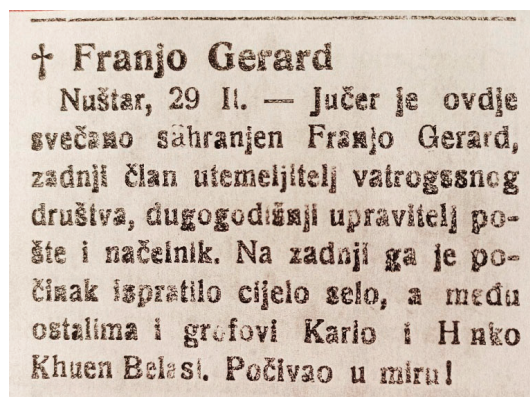 † Franjo Gerard
Nuštar, 29 II. — Jučer je ovdje
svečano sahranjen Franjo Gerard,
zadnji član utemeljitelj vatrogasnog
društva, dugogodišnji upravitelj po-
šte i načelnik. Na zadnji ga je po-
činak ispratilo cijelo selo, a među
ostalima i grofovi Karlo i Hinko
Khuen Belasi. Počivao u miru!